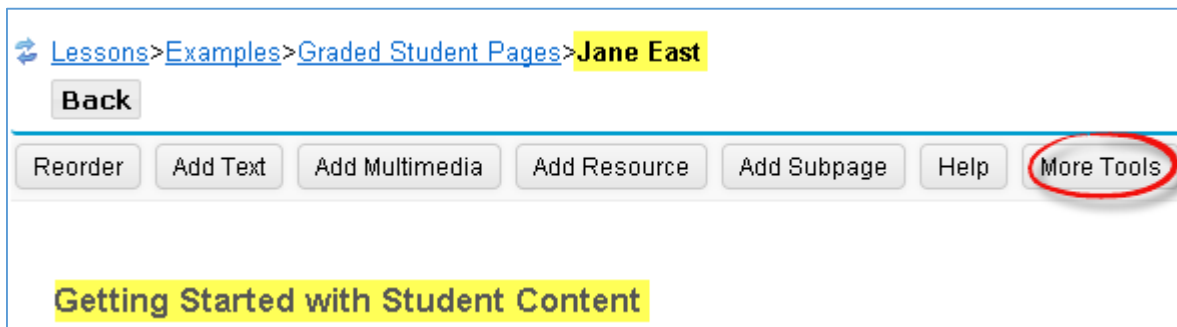 Lessons>Examples>Graded Student Pages>Jane East
Back
Reorder Add Text Add Multimedia Add Resource Add Subpage Help More Tools
Getting Started with Student Content